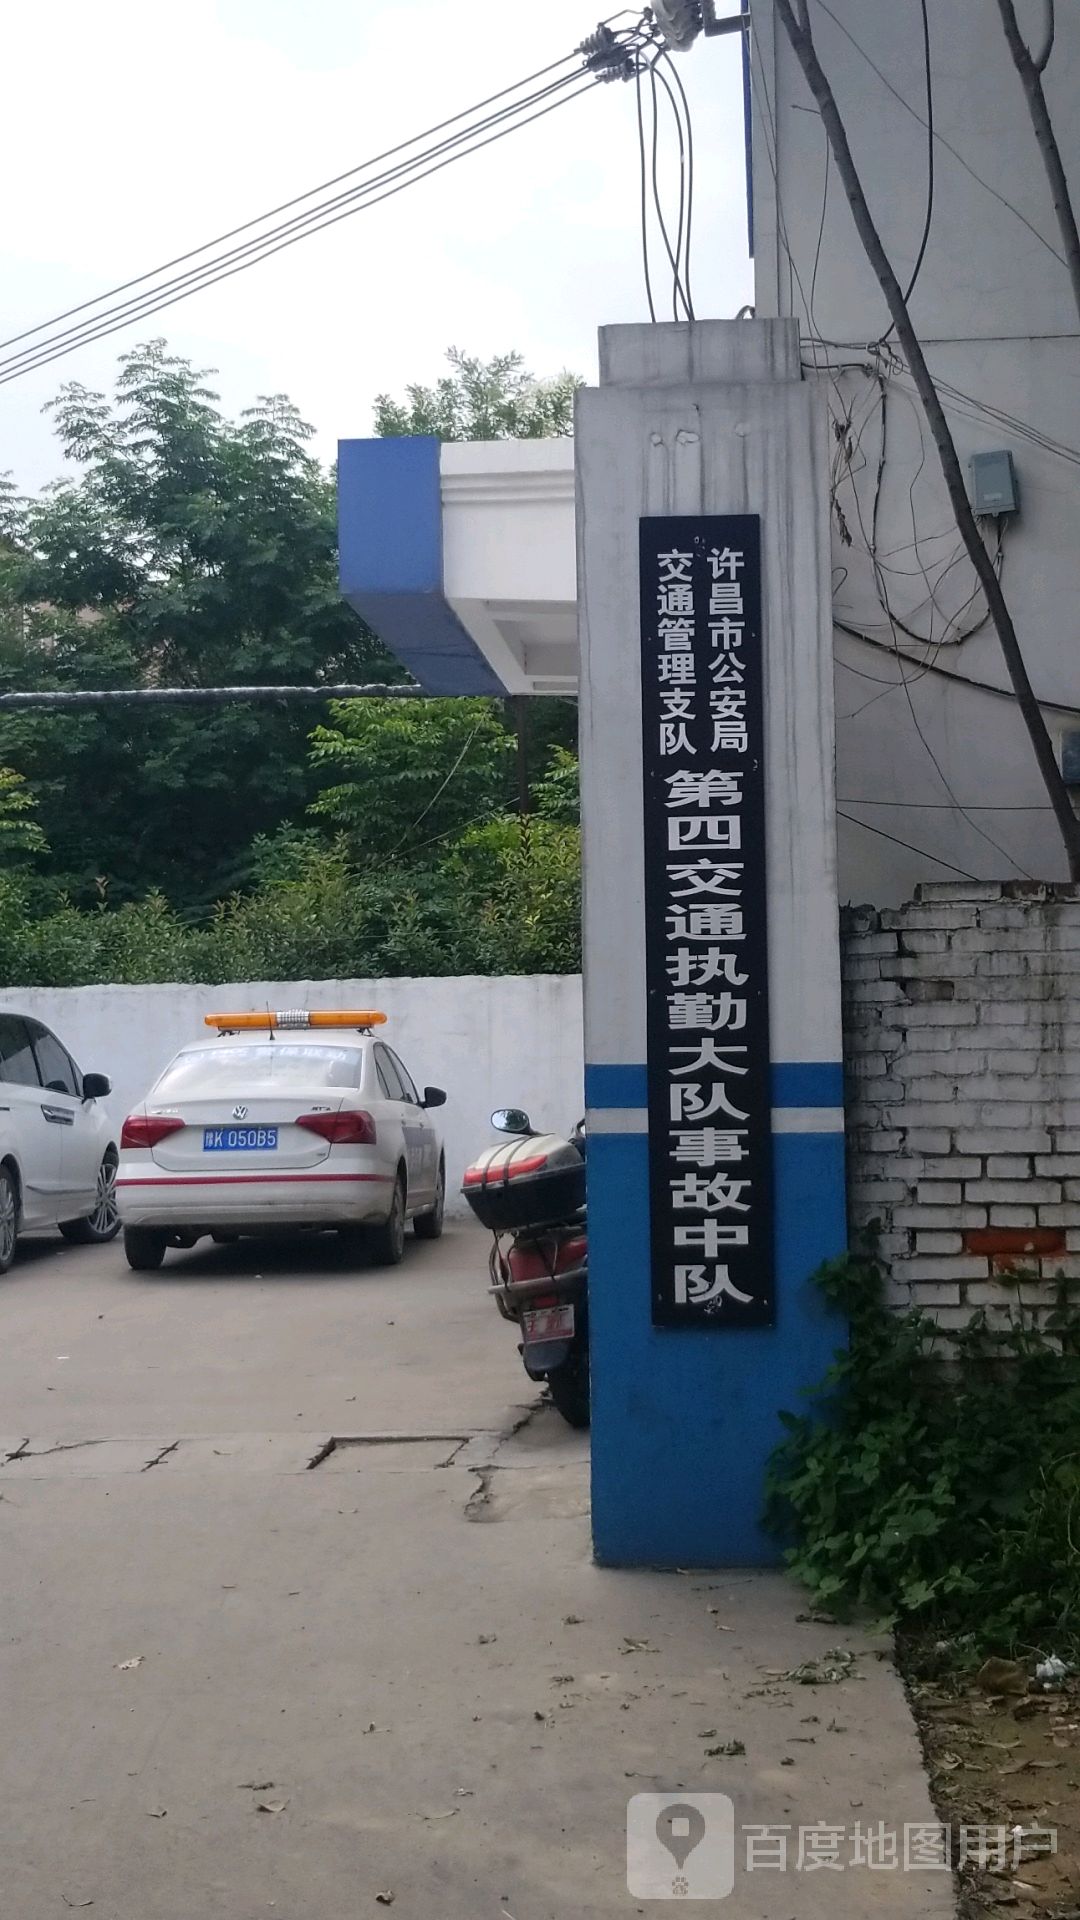 许昌市公安局
交通管理支队
第四交通执勤大队事故中队
豫K 050B5
百度地图用户